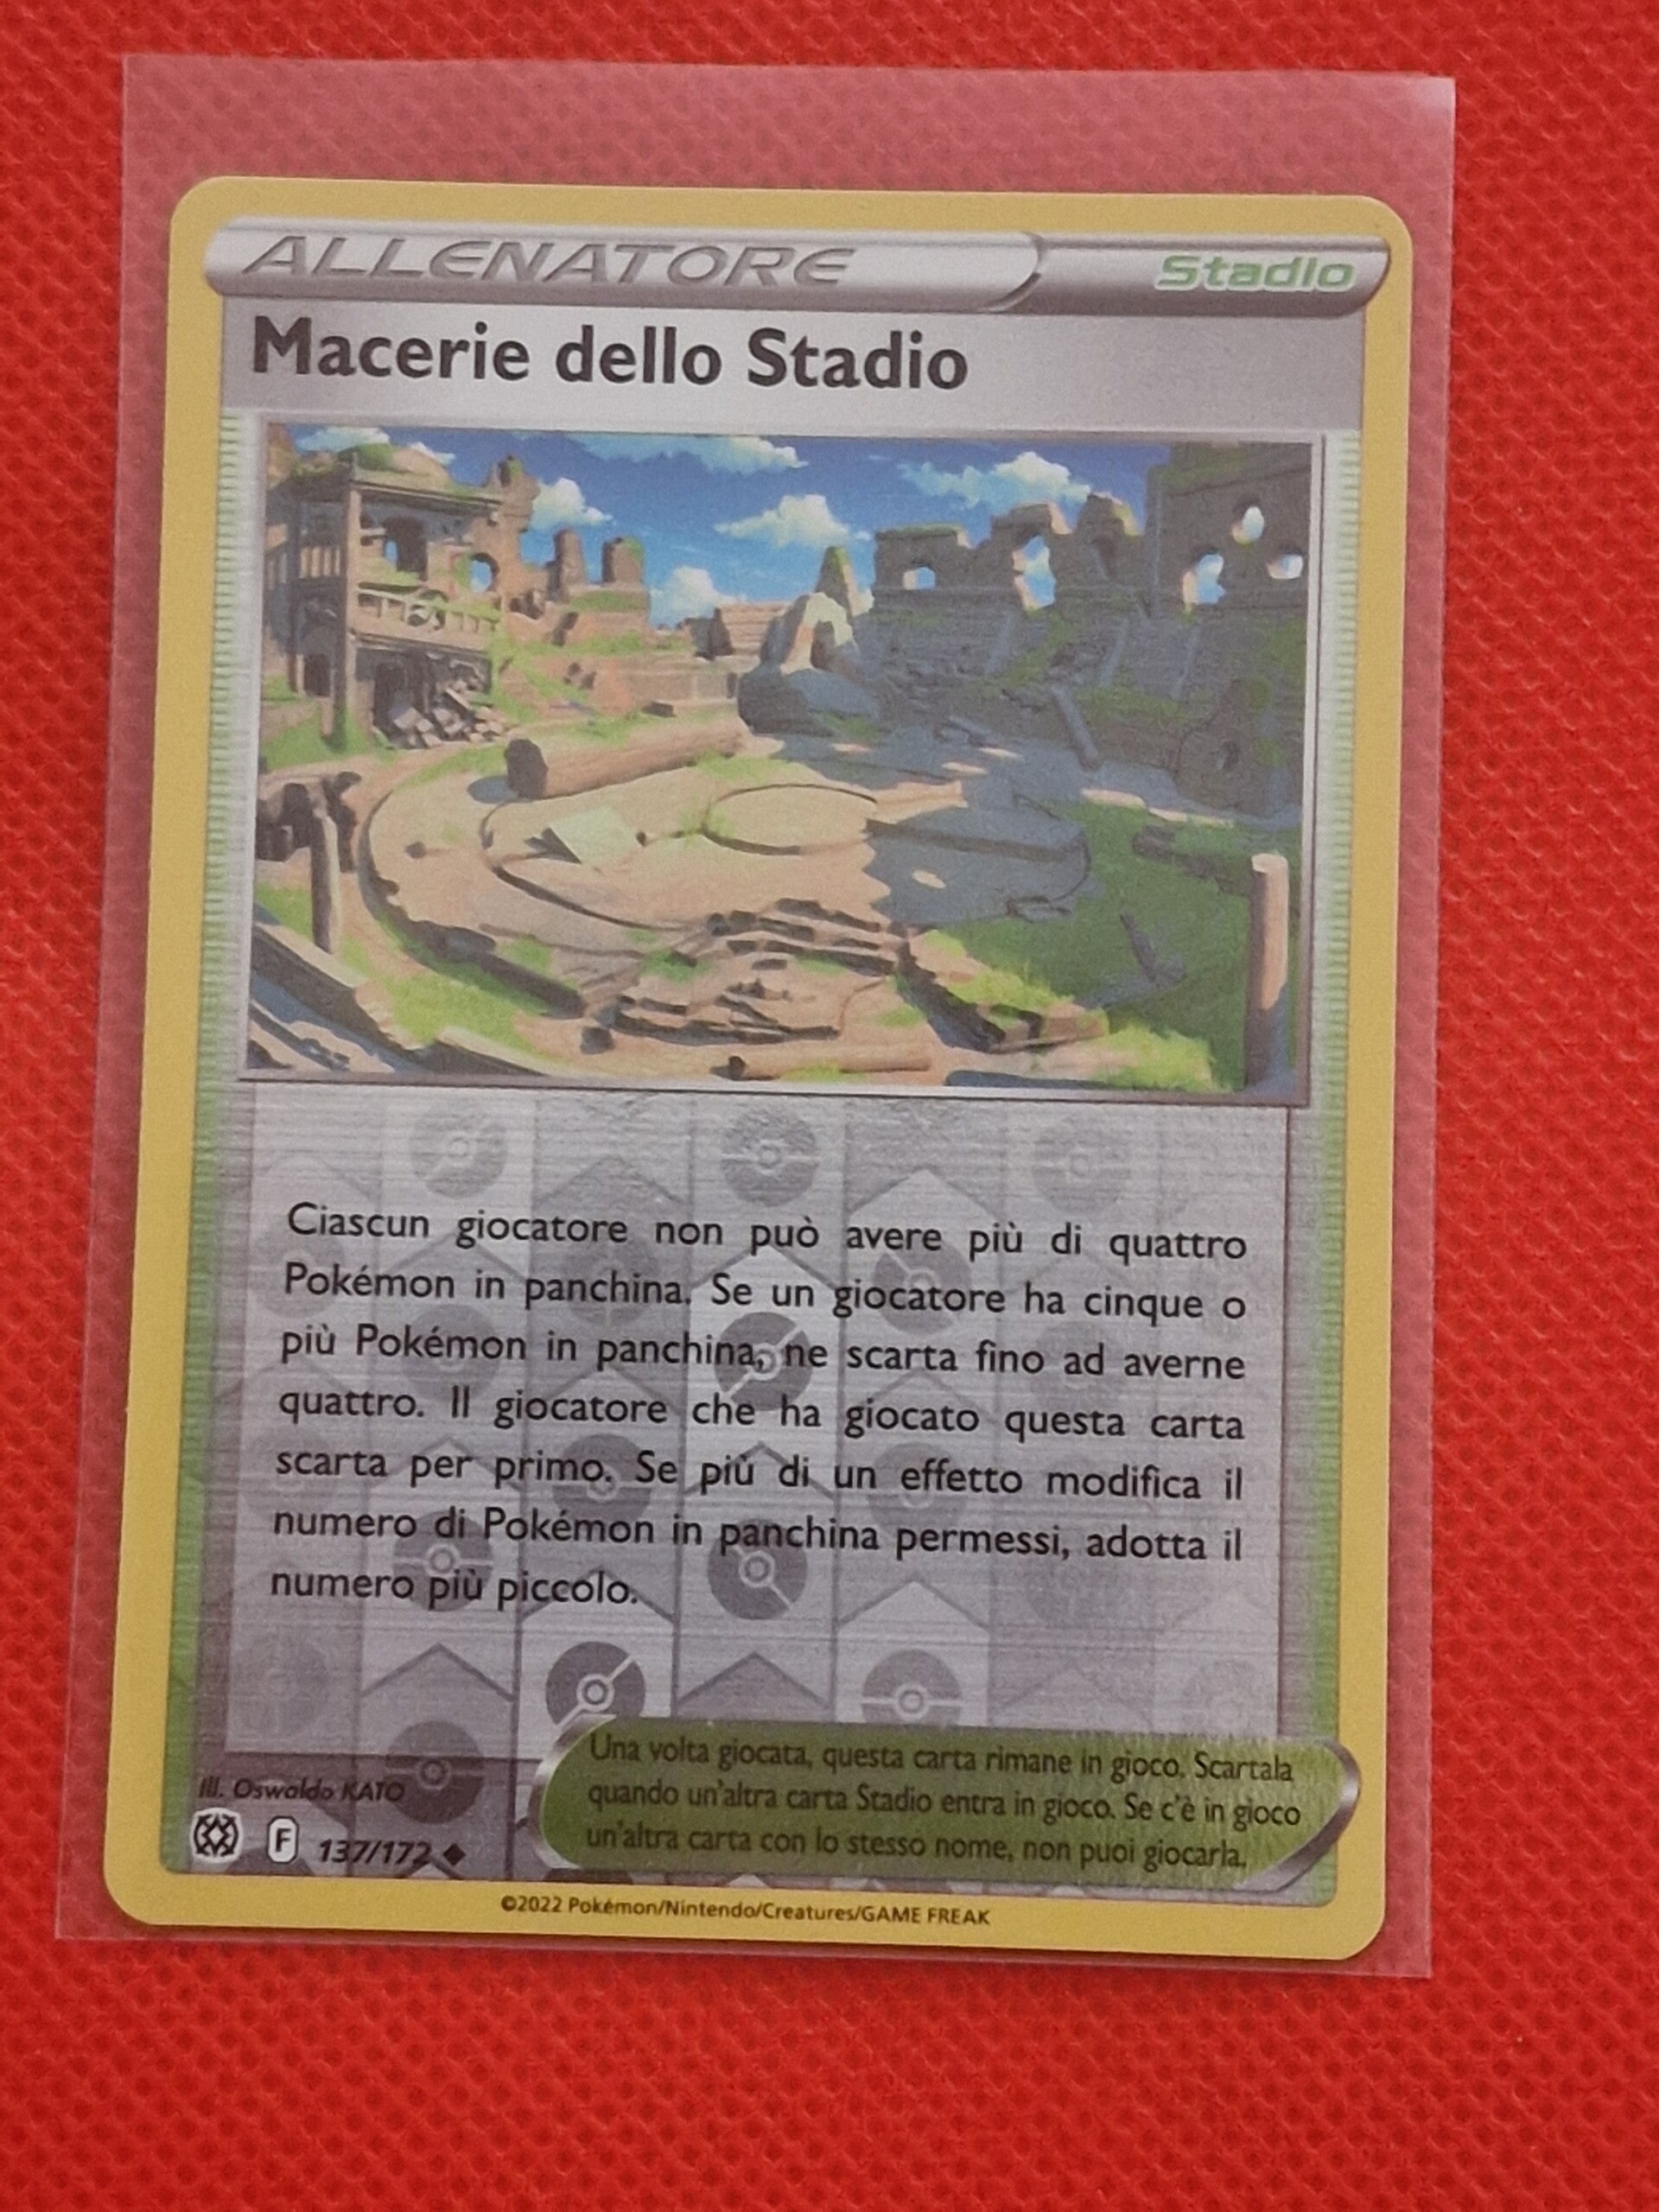 ALLENATORE
Stadio
Macerie dello Stadio
Ciascun giocatore non può avere più di quattro
Pokémon in panchina. Se un giocatore ha cinque o
più Pokémon in panchina, ne scarta fino ad averne
quattro. Il giocatore che ha giocato questa carta
scarta per primo. Se più di un effetto modifica il
numero di Pokémon in panchina permessi, adotta il
numero più piccolo.
Una volta giocata, questa carta rimane in gioco. Scartala
quando un'altra carta Stadio entra in gioco. Se c'è in gioco
un'altra carta con lo stesso nome, non puoi giocarla.
Ill. Oswaldo KATO
F 137/172
©2022 Pokémon/Nintendo/Creatures/GAME FREAK